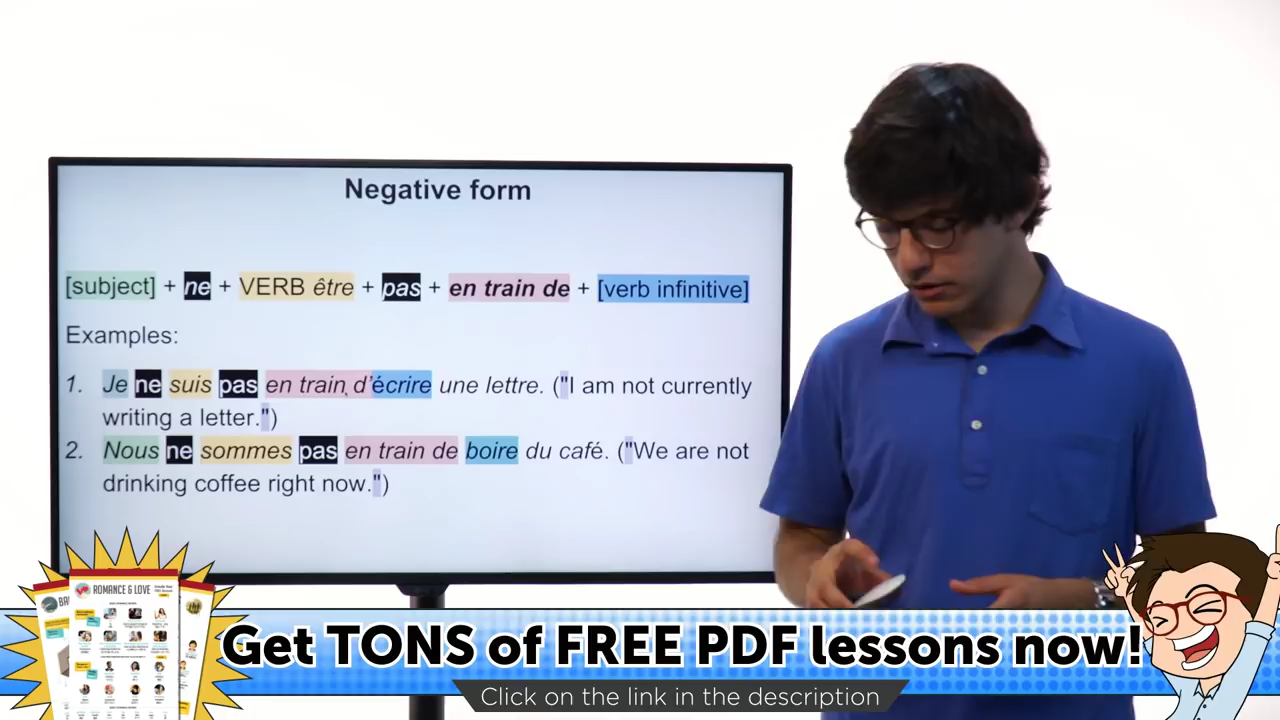 Negative form
[subject] + ne + VERB être + pas + en train de + [verb infinitive]
Examples:
1. Je ne suis pas en train d'écrire une lettre. ("I am not currently
writing a letter.")
2. Nous ne sommes pas en train de boire du café. ("We are not
drinking coffee right now.")
ROMANCE & LOVE
Get TONS of FREE PDF lessons now!
Click on the link in the description